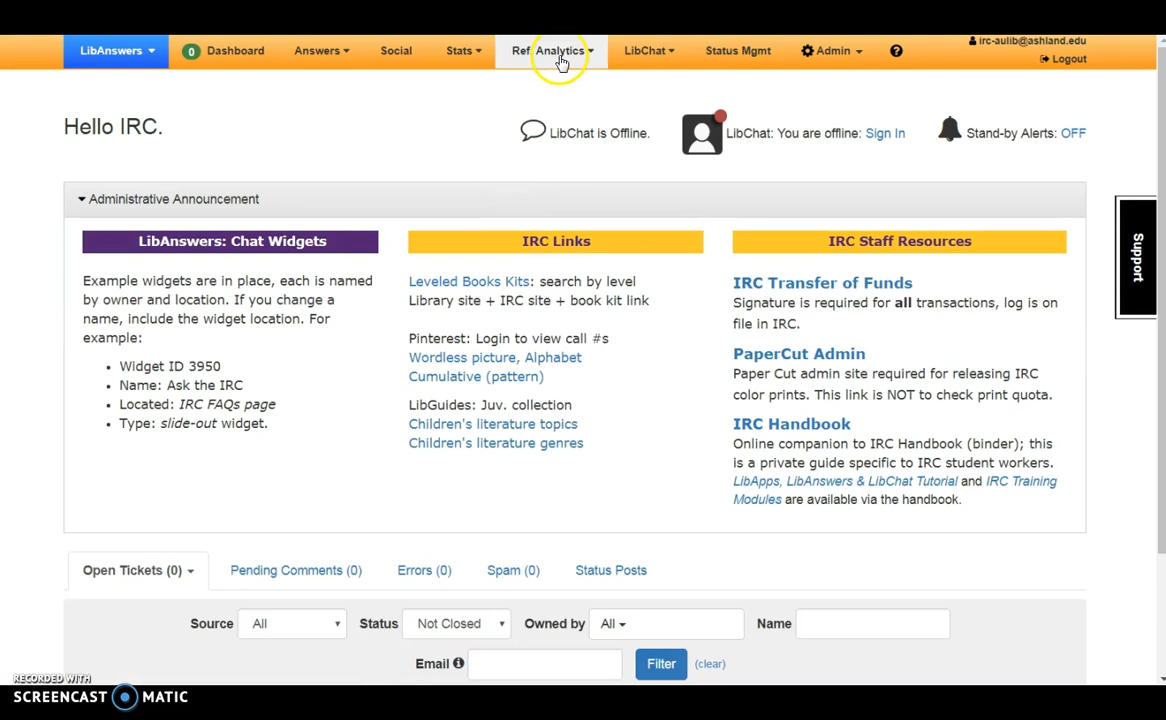 LibAnswers
0 Dashboard
Answers
Social
Stats
Ref Analytics
LibChat
Status Mgmt
Admin
?
irc-aulib@ashland.edu
Logout
Hello IRC.
LibChat is Offline.
LibChat: You are offline: Sign In
Stand-by Alerts: OFF
Administrative Announcement
LibAnswers: Chat Widgets
Example widgets are in place, each is named
by owner and location. If you change a
name, include the widget location. For
example:
• Widget ID 3950
• Name: Ask the IRC
• Located: IRC FAQs page
• Type: slide-out widget.
IRC Links
Leveled Books Kits: search by level
Library site + IRC site + book kit link
Pinterest: Login to view call #s
Wordless picture, Alphabet
Cumulative (pattern)
LibGuides: Juv. collection
Children's literature topics
Children's literature genres
IRC Staff Resources
IRC Transfer of Funds
Signature is required for all transactions, log is on
file in IRC.
PaperCut Admin
Paper Cut admin site required for releasing IRC
color prints. This link is NOT to check print quota.
IRC Handbook
Online companion to IRC Handbook (binder); this
is a private guide specific to IRC student workers.
LibApps, LibAnswers & LibChat Tutorial and IRC Training
Modules are available via the handbook.
Support
Open Tickets (0)
Pending Comments (0)
Errors (0)
Spam (0)
Status Posts
Source All
Status Not Closed
Owned by All
Name
Email
Filter
(clear)
RECORDED WITH
SCREENCAST MATIC